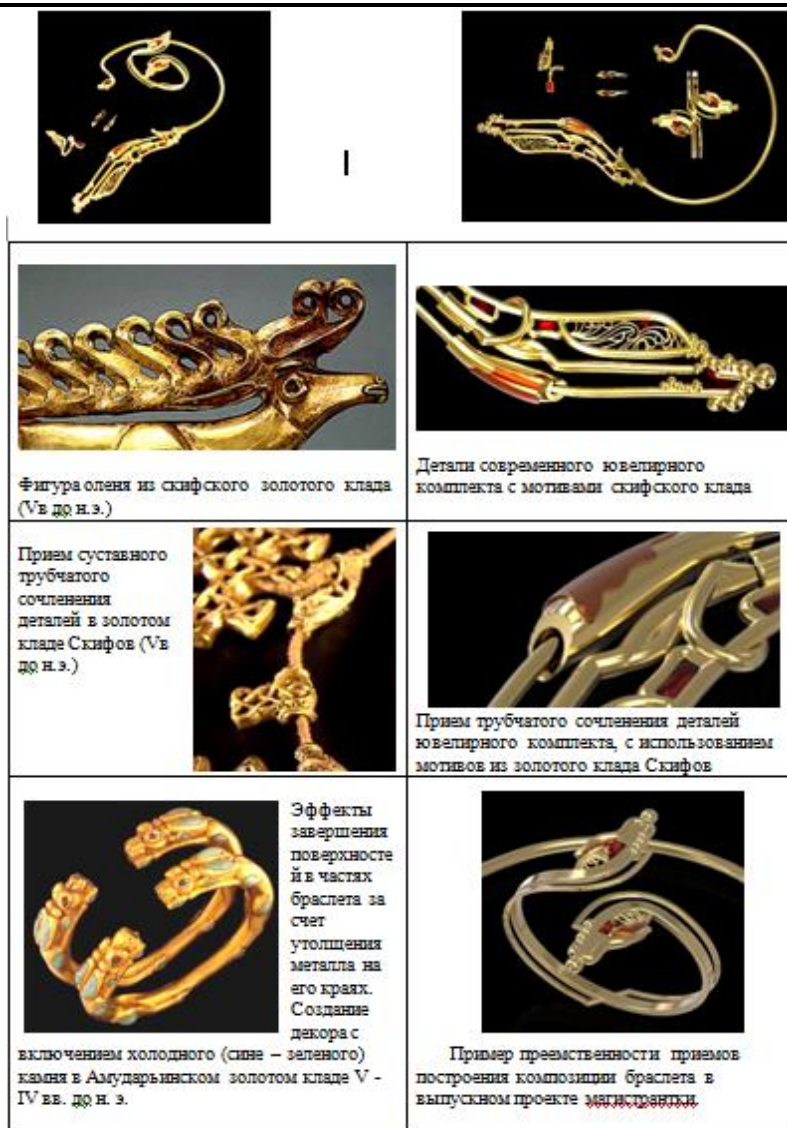 Фигура оленя из скифского золотого клада
(Vв до н.э.)
Детали современного ювелирного
комплекта с мотивами скифского клада
Прием суставного
трубчатого
сочленения
деталей в золотом
кладе Скифов (Vв
до н.э.)
Прием трубчатого сочленения деталей
ювелирного комплекта, с использованием
мотивов из золотого клада Скифов
Эффекты
завершения
поверхносте
й в частях
браслета за
счет
утолщения
металла на
его краях.
Создание
декора с
включением холодного (сине – зеленого)
камня в Амударьинском золотом кладе V -
IV вв. до н. э.
Пример преемственности приемов
построения композиции браслета в
выпускном проекте магистрантки